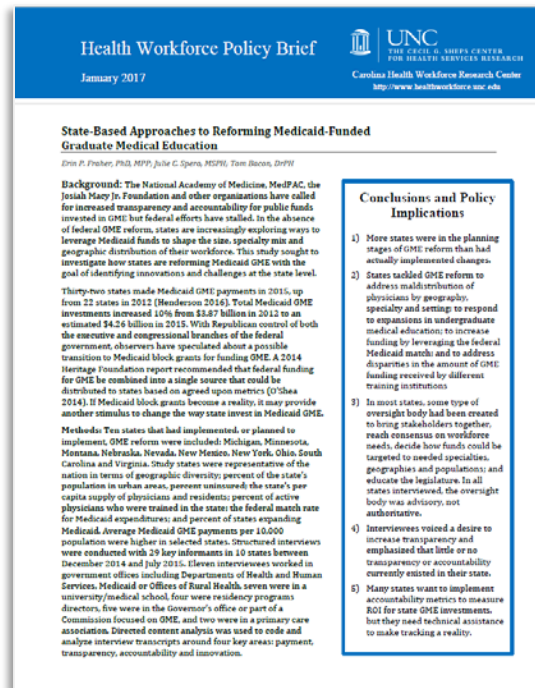 Health Workforce Policy Brief
January 2017
UNC
THE CECIL G. SHEPS CENTER
FOR HEALTH SERVICES RESEARCH
Carolina Health Workforce Research Center
http://www.healthworkforce.unc.edu
State-Based Approaches to Reforming Medicaid-Funded
Graduate Medical Education
Erin P. Fraher, PhD, MPP; Julie C. Spero, MSPH; Tom Bacon, DrPH
Background: The National Academy of Medicine, MedPAC, the
Josiah Macy Jr. Foundation and other organizations have called
for increased transparency and accountability for public funds
invested in GME but federal efforts have stalled. In the absence
of federal GME reform, states are increasingly exploring ways to
leverage Medicaid funds to shape the size, specialty mix and
geographic distribution of their workforce. This study sought to
investigate how states are reforming Medicaid GME with the
goal of identifying innovations and challenges at the state level.
Thirty-two states made Medicaid GME payments in 2015, up
from 22 states in 2012 (Henderson 2016). Total Medicaid GME
investments increased 10% from $3.87 billion in 2012 to an
estimated $4.26 billion in 2015. With Republican control of both
the executive and congressional branches of the federal
government, observers have speculated about a possible
transition to Medicaid block grants for funding GME. A 2014
Heritage Foundation report recommended that federal funding
for GME be combined into a single source that could be
distributed to states based on agreed upon metrics (O'Shea
2014). If Medicaid block grants become a reality, it may provide
another stimulus to change the way state invest in Medicaid GME.
Methods: Ten states that had implemented, or planned to
implement, GME reform were included: Michigan, Minnesota,
Montana, Nebraska, Nevada, New Mexico, New York, Ohio, South
Carolina and Virginia. Study states were representative of the
nation in terms of geographic diversity; percent of the state's
population in urban areas, percent uninsured; the state's per
capita supply of physicians and residents; percent of active
physicians who were trained in the state; the federal match rate
for Medicaid expenditures; and percent of states expanding
Medicaid. Average Medicaid GME payments per 10,000
population were higher in selected states. Structured interviews
were conducted with 29 key informants in 10 states between
December 2014 and July 2015. Eleven interviewees worked in
government offices including Departments of Health and Human
Services, Medicaid or Offices of Rural Health, seven were in a
university/medical school, four were residency programs
directors, five were in the Governor's office or part of a
Commission focused on GME, and two were in a primary care
association. Directed content analysis was used to code and
analyze interview transcripts around four key areas: payment,
transparency, accountability and innovation.
Conclusions and Policy
Implications
1) More states were in the planning
stages of GME reform than had
actually implemented changes.
2) States tackled GME reform to
address maldistribution of
physicians by geography,
specialty and setting; to respond
to expansions in undergraduate
medical education; to increase
funding by leveraging the federal
Medicaid match; and to address
disparities in the amount of GME
funding received by different
training institutions
3) In most states, some type of
oversight body had been created
to bring stakeholders together,
reach consensus on workforce
needs, decide how funds could be
targeted to needed specialties,
geographies and populations; and
educate the legislature. In all
states interviewed, the oversight
body was advisory, not
authoritative.
4) Interviewees voiced a desire to
increase transparency and
emphasized that little or no
transparency or accountability
currently existed in their state.
5) Many states want to implement
accountability metrics to measure
ROI for state GME investments,
but they need technical assistance
to make tracking a reality.